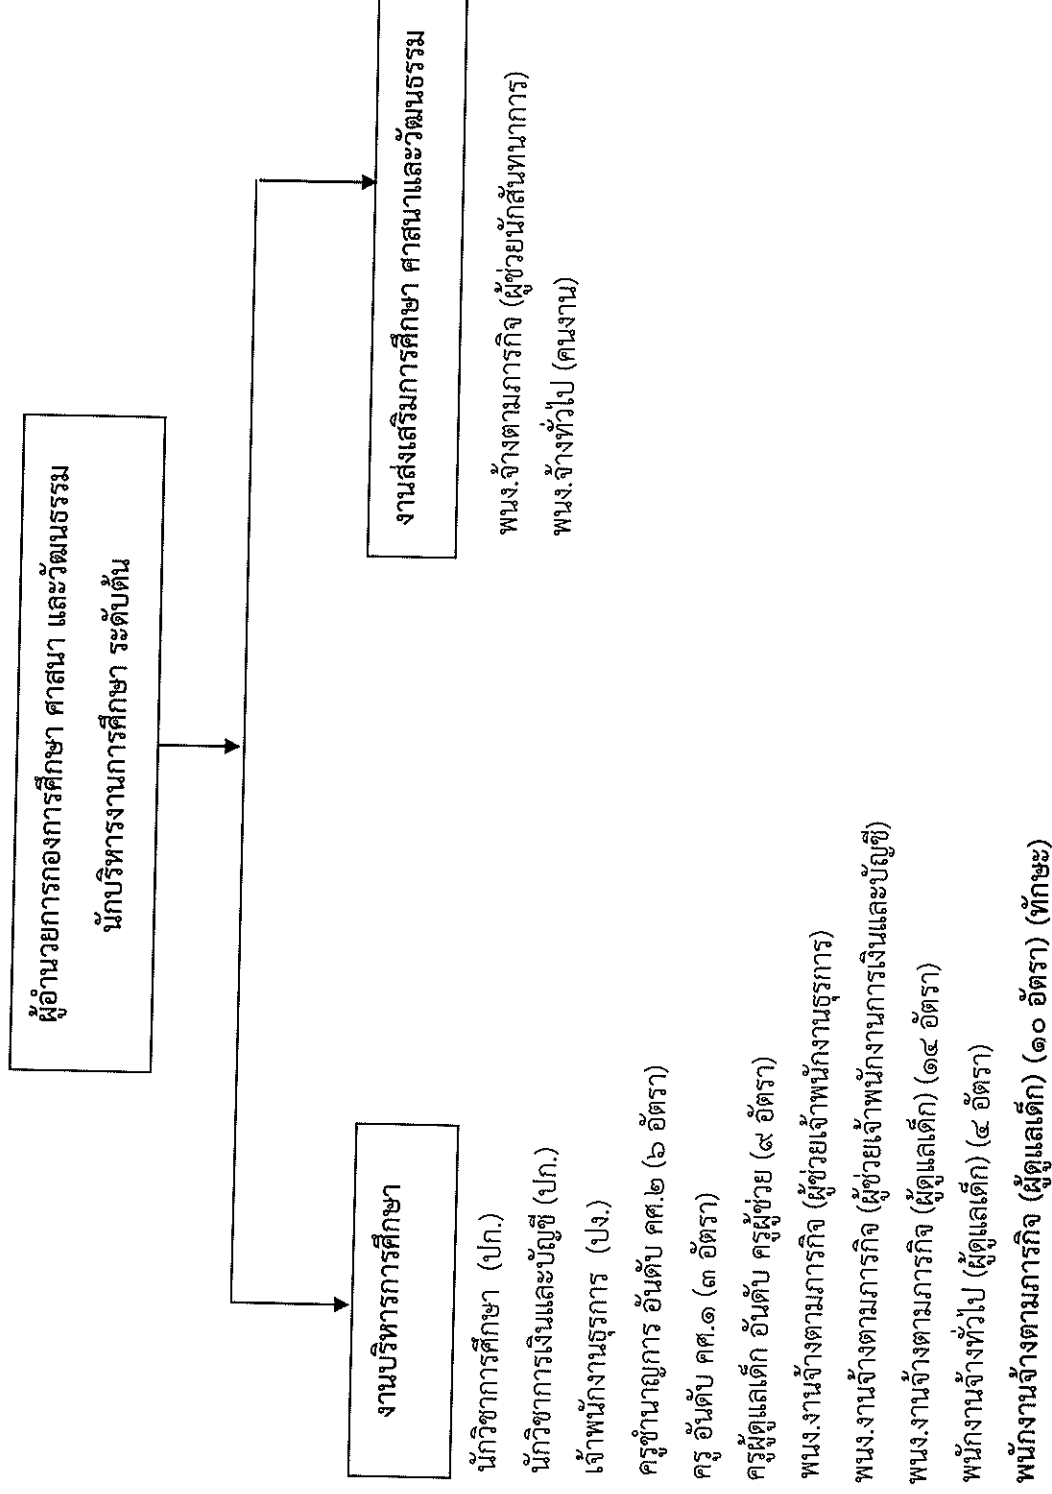 ผู้อำนวยการกองการศึกษา ศาสนา และวัฒนธรรม
นักบริหารงานการศึกษา ระดับต้น
งานบริหารการศึกษา
นักวิชาการศึกษา (ปก.)
นักวิชาการเงินและบัญชี (ปก.)
เจ้าพนักงานธุรการ (ปง.)
ครูชำนาญการ อันดับ คศ.๒ (๖ อัตรา)
ครู อันดับ คศ.๑ (๓ อัตรา)
ครูผู้ดูแลเด็ก อันดับ ครูผู้ช่วย (๙ อัตรา)
พนง.งานจ้างตามภารกิจ (ผู้ช่วยเจ้าพนักงานธุรการ)
พนง.งานจ้างตามภารกิจ (ผู้ช่วยเจ้าพนักงานการเงินและบัญชี)
พนง.งานจ้างตามภารกิจ (ผู้ดูแลเด็ก) (๑๔ อัตรา)
พนักงานจ้างทั่วไป (ผู้ดูแลเด็ก) (๔ อัตรา)
พนักงานจ้างตามภารกิจ (ผู้ดูแลเด็ก) (๑๐ อัตรา) (ทักษะ)
งานส่งเสริมการศึกษา ศาสนาและวัฒนธรรม
พนง.จ้างตามภารกิจ (ผู้ช่วยนักสันทนาการ)
พนง.จ้างทั่วไป (คนงาน)